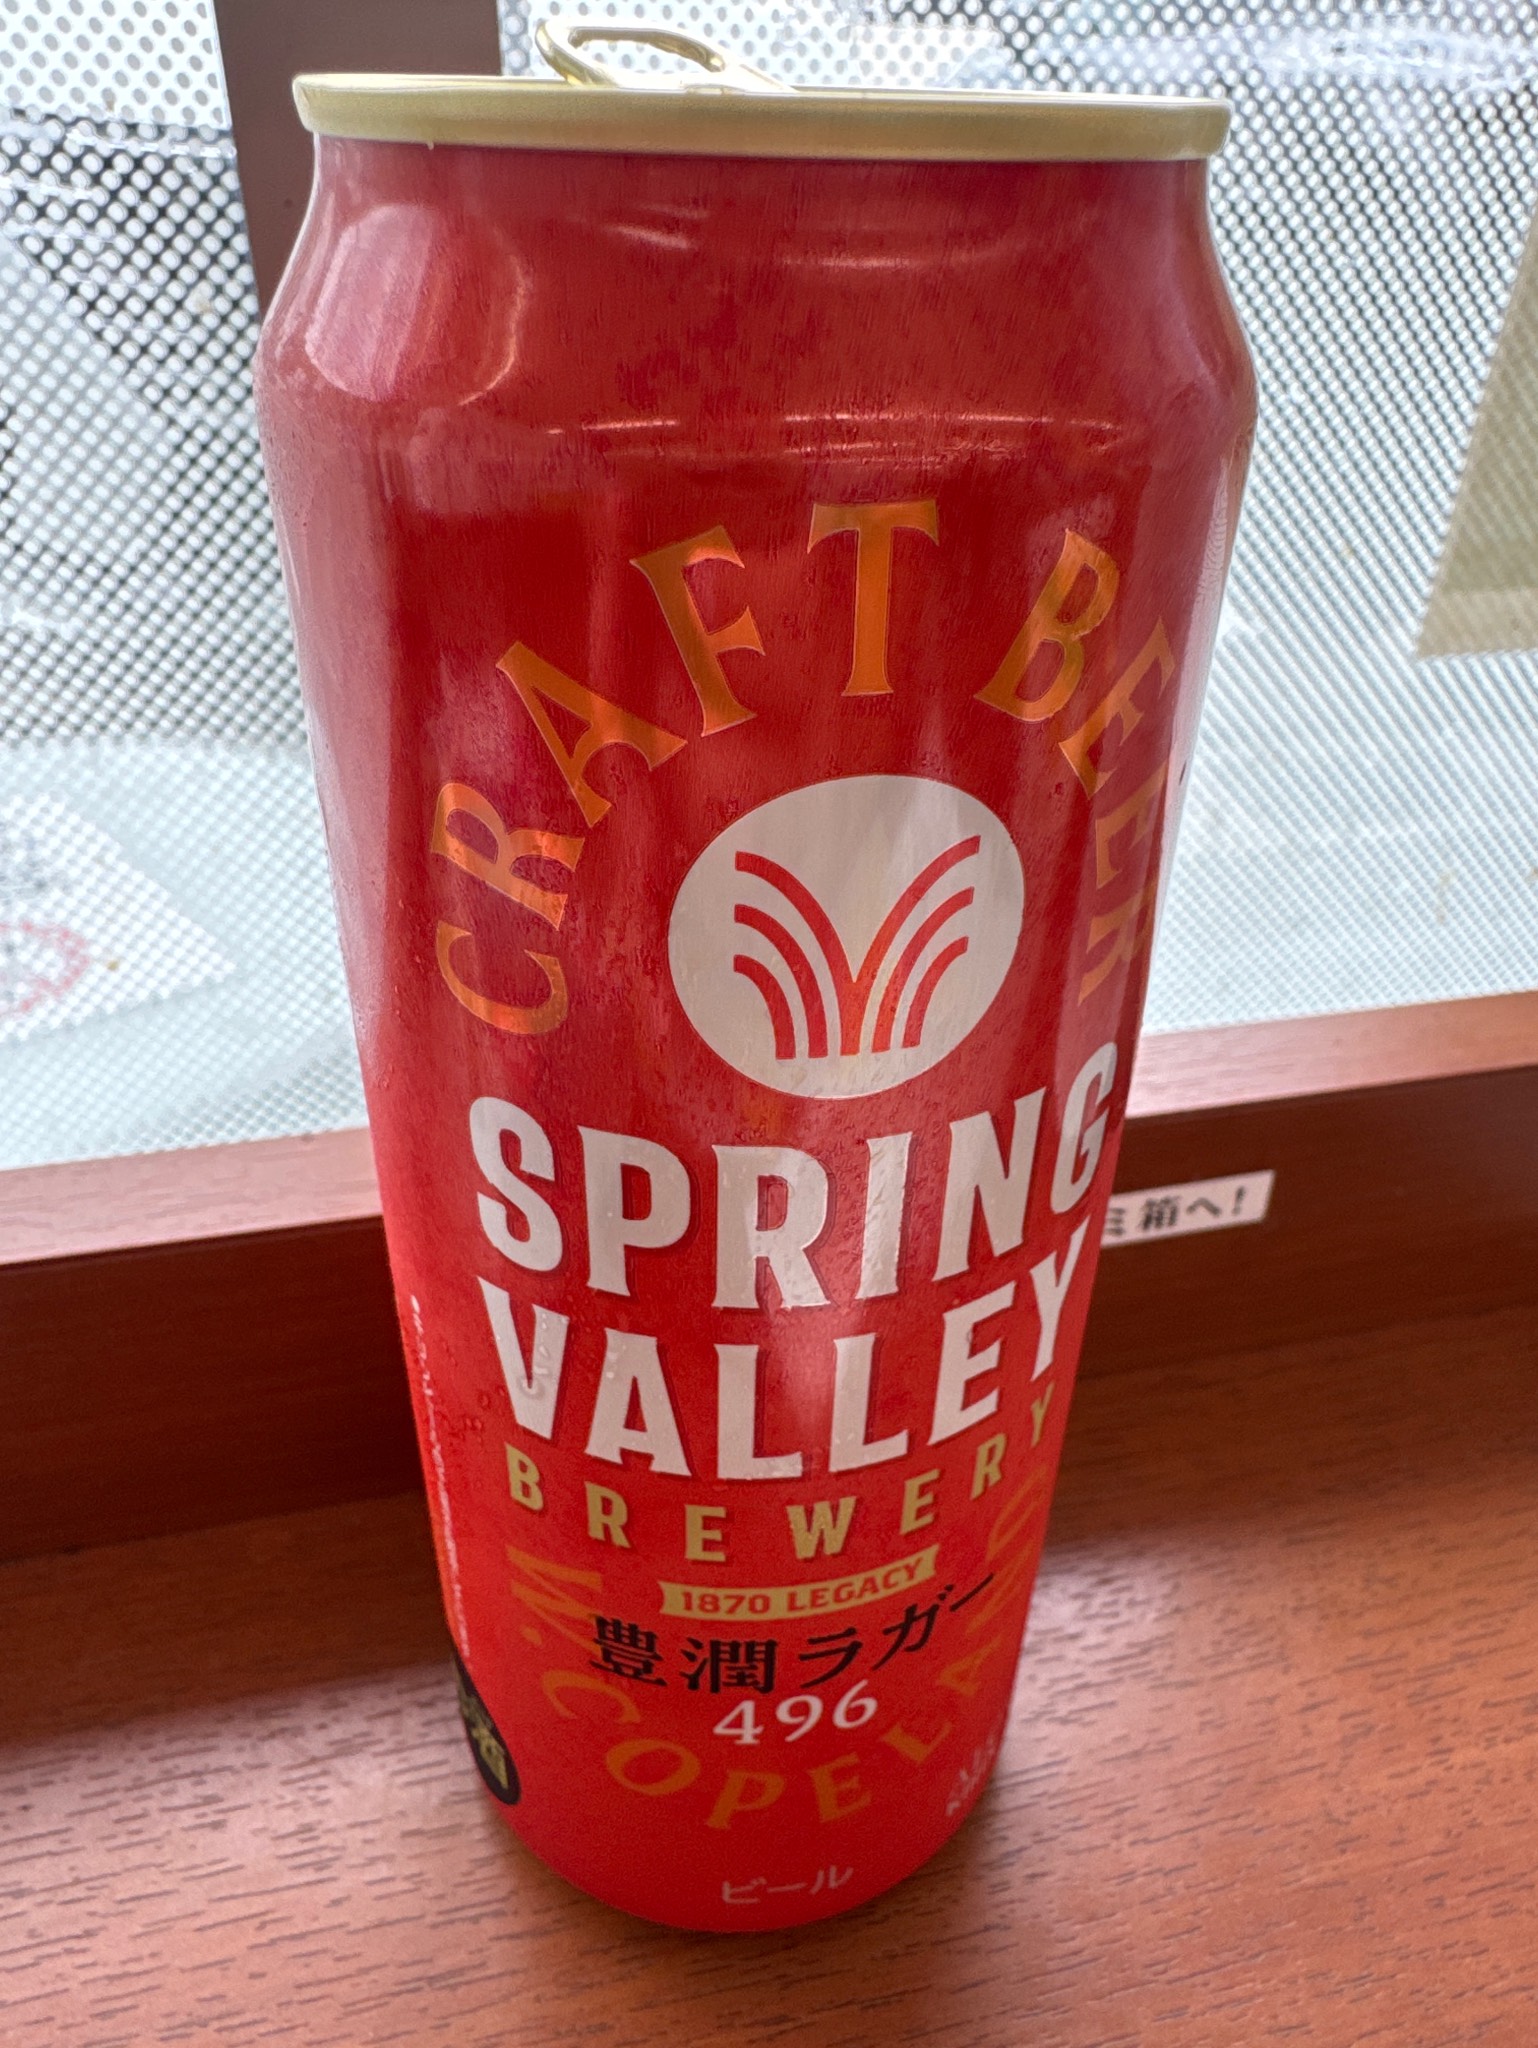 CRAFT BEER
SPRING
VALLEY
BREWERY
1870 LEGACY
豊潤ラガー
496
W. COPELAND
ビール
箱へ!